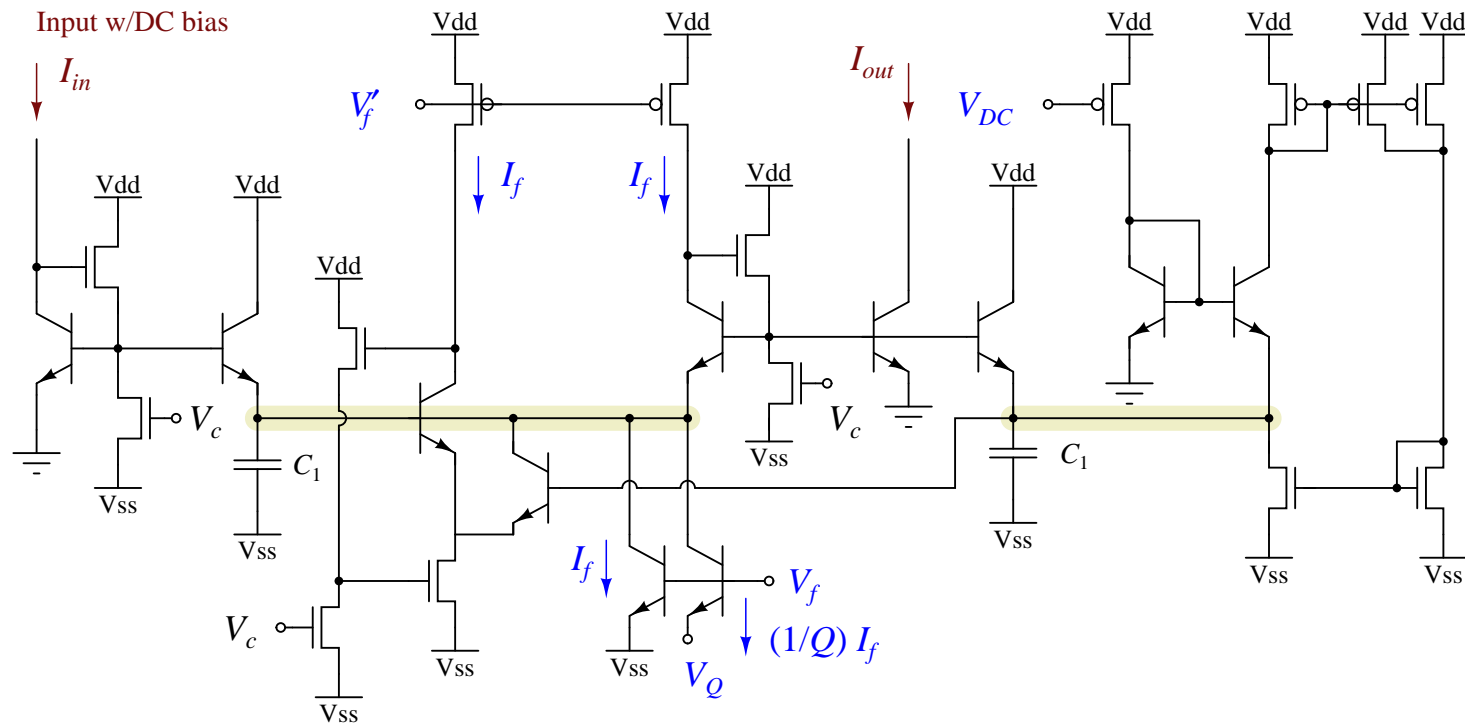 Input w/DC bias
Vdd
Vdd
Vdd
Vdd
Vdd
Vdd
I_in
I_out
V_f′
V_DC
I_f
I_f
Vdd
Vdd
Vdd
Vdd
Vdd
V_c
V_c
C_1
C_1
Vss
Vss
Vss
Vss
Vss
Vss
Vss
I_f
V_f
V_c
(1/Q) I_f
Vss
Vss
V_Q
Vss